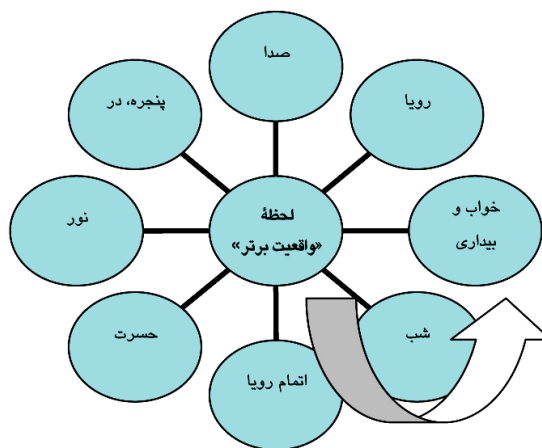 صدا
رویا
پنجره، در
خواب و
بیداری
نور
لحظهٔ
«واقعیت برتر»
شب
حسرت
اتمام رویا